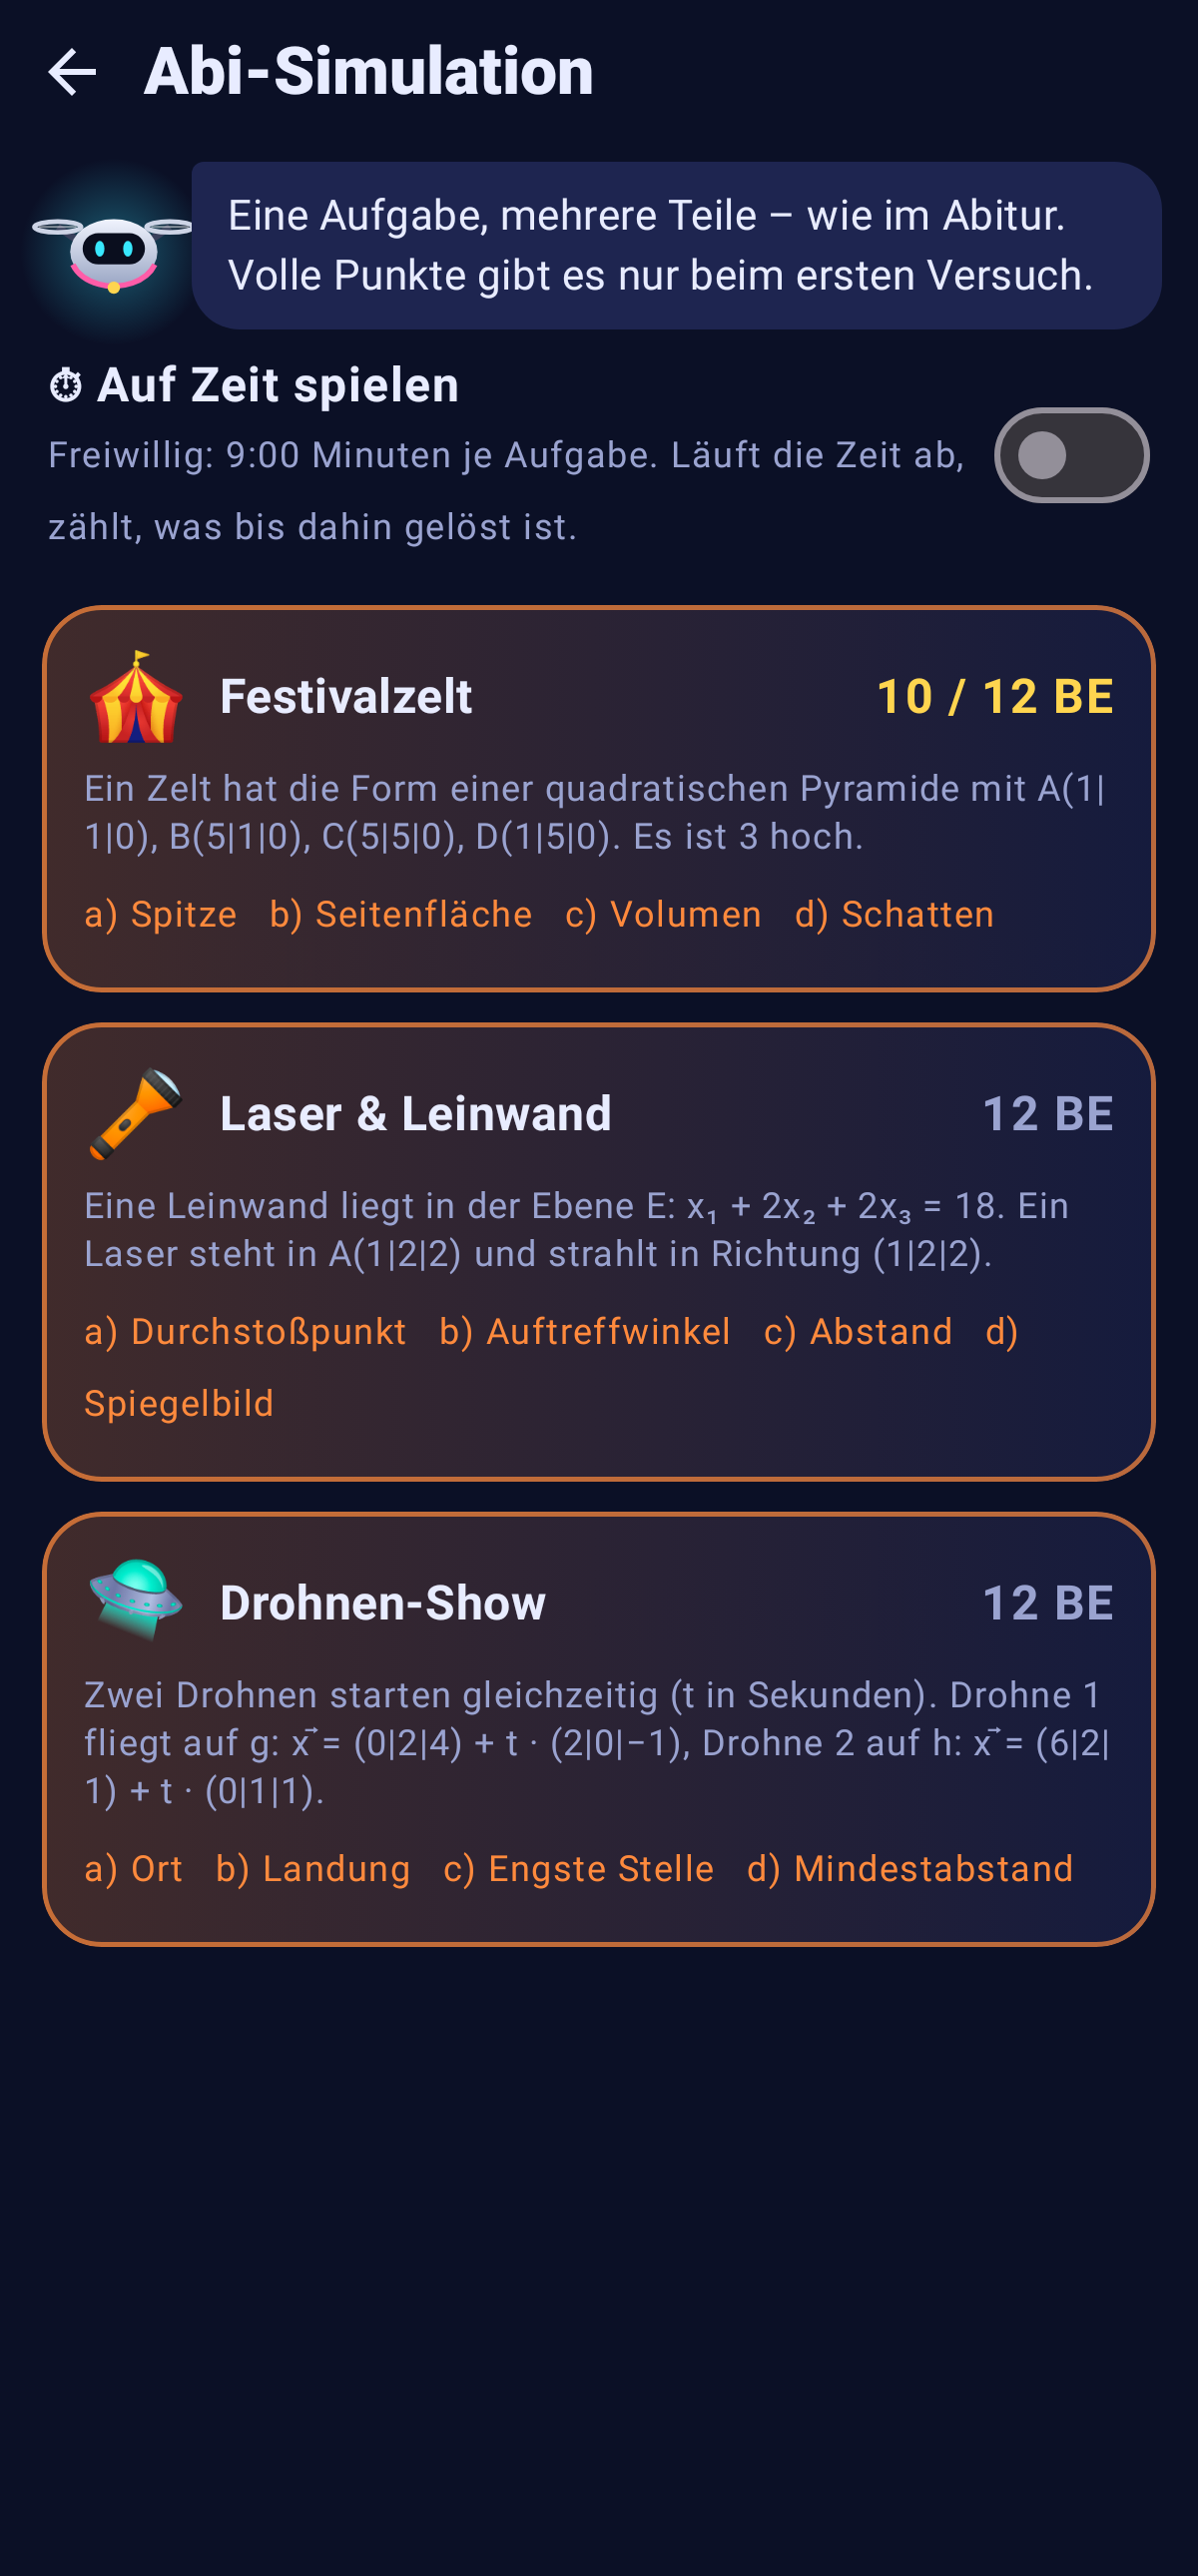 Abi-Simulation
Eine Aufgabe, mehrere Teile – wie im Abitur.
Volle Punkte gibt es nur beim ersten Versuch.
⏱ Auf Zeit spielen
Freiwillig: 9:00 Minuten je Aufgabe. Läuft die Zeit ab,
zählt, was bis dahin gelöst ist.
Festivalzelt 10 / 12 BE
Ein Zelt hat die Form einer quadratischen Pyramide mit A(1|
1|0), B(5|1|0), C(5|5|0), D(1|5|0). Es ist 3 hoch.
a) Spitze b) Seitenfläche c) Volumen d) Schatten
Laser & Leinwand 12 BE
Eine Leinwand liegt in der Ebene E: x₁ + 2x₂ + 2x₃ = 18. Ein
Laser steht in A(1|2|2) und strahlt in Richtung (1|2|2).
a) Durchstoßpunkt b) Auftreffwinkel c) Abstand d)
Spiegelbild
Drohnen-Show 12 BE
Zwei Drohnen starten gleichzeitig (t in Sekunden). Drohne 1
fliegt auf g: x⃗ = (0|2|4) + t · (2|0|−1), Drohne 2 auf h: x⃗ = (6|2|
1) + t · (0|1|1).
a) Ort b) Landung c) Engste Stelle d) Mindestabstand